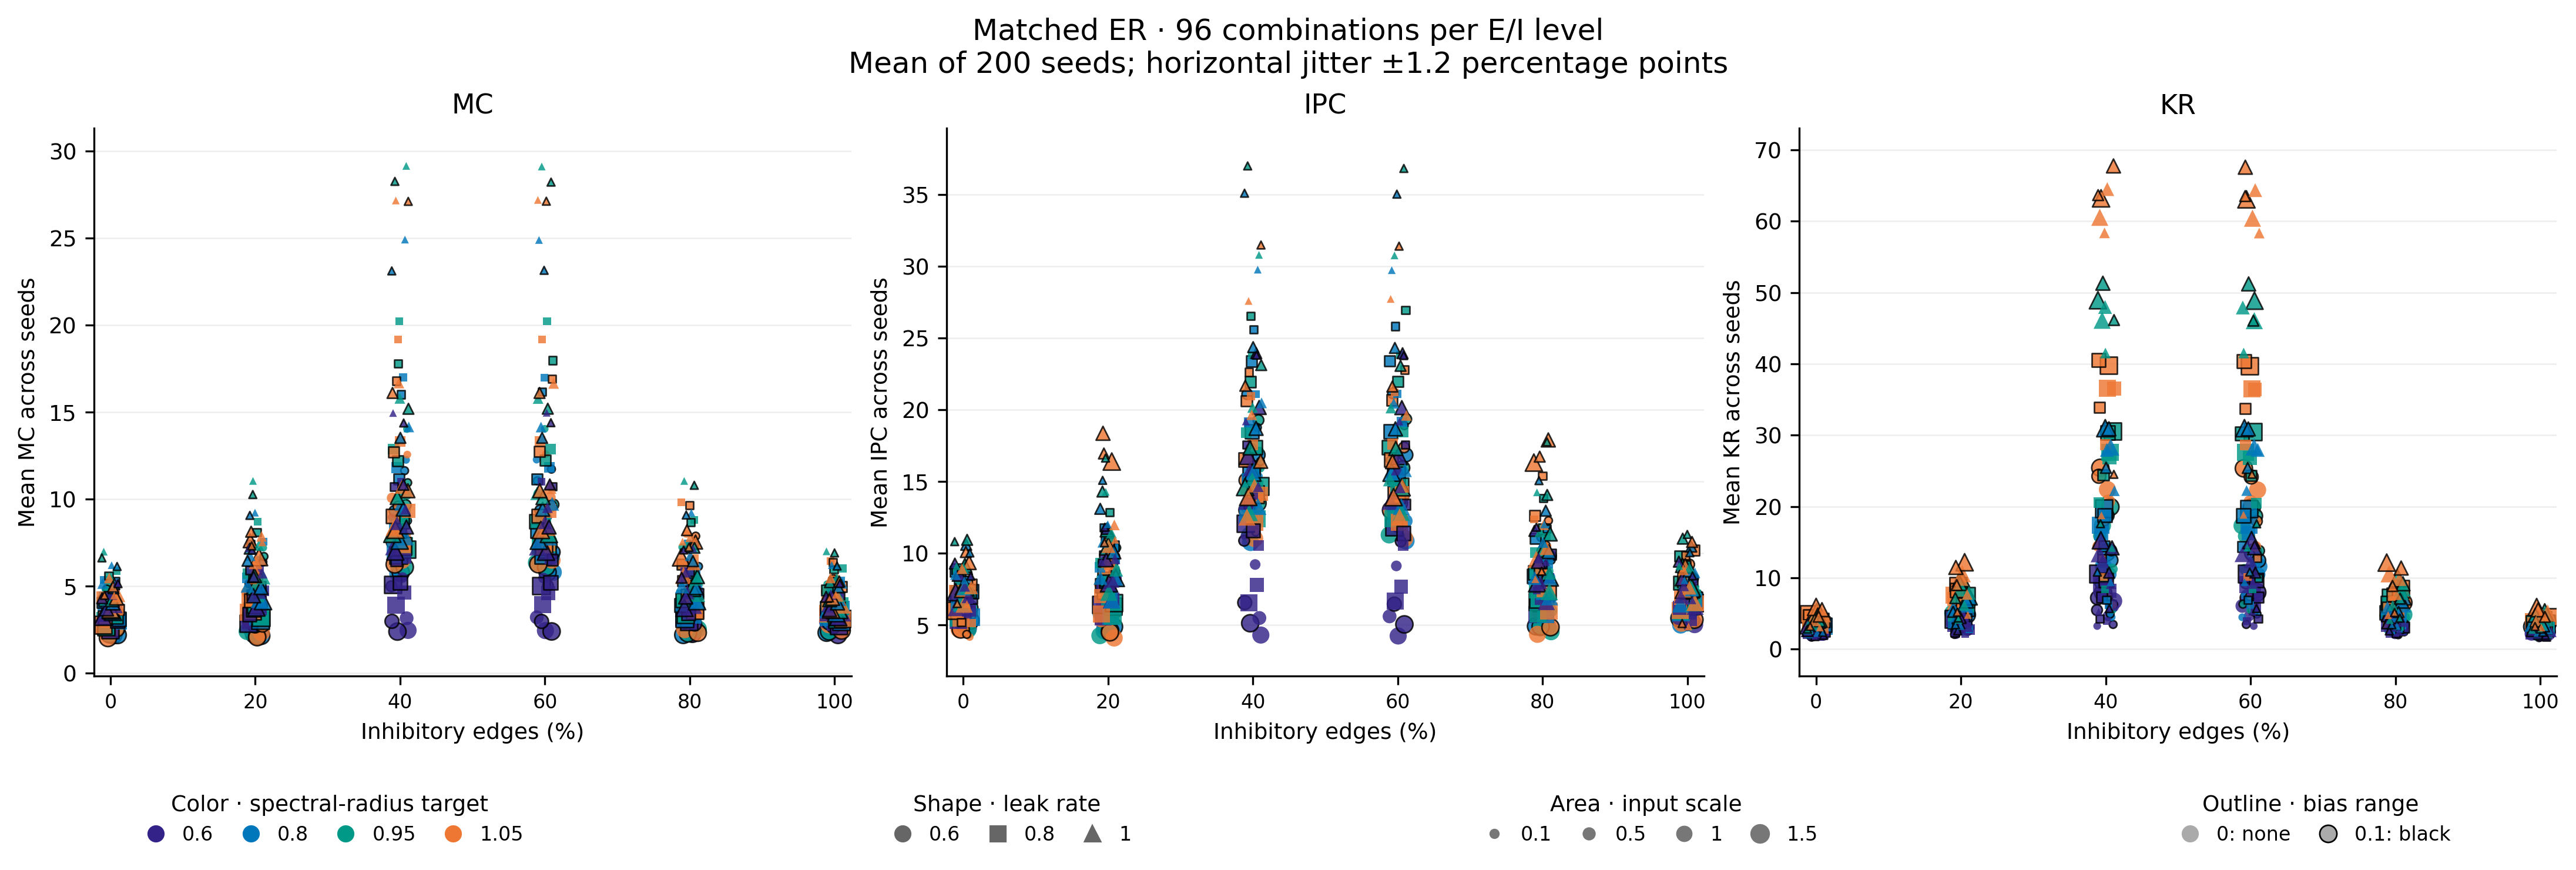 Matched ER · 96 combinations per E/I level
Mean of 200 seeds; horizontal jitter ±1.2 percentage points
MC
30
25
20
15
10
5
0
Mean MC across seeds
0 20 40 60 80 100
Inhibitory edges (%)
IPC
35
30
25
20
15
10
5
Mean IPC across seeds
0 20 40 60 80 100
Inhibitory edges (%)
KR
70
60
50
40
30
20
10
0
Mean KR across seeds
0 20 40 60 80 100
Inhibitory edges (%)
Color · spectral-radius target
0.6 0.8 0.95 1.05
Shape · leak rate
0.6 0.8 1
Area · input scale
0.1 0.5 1 1.5
Outline · bias range
0: none 0.1: black